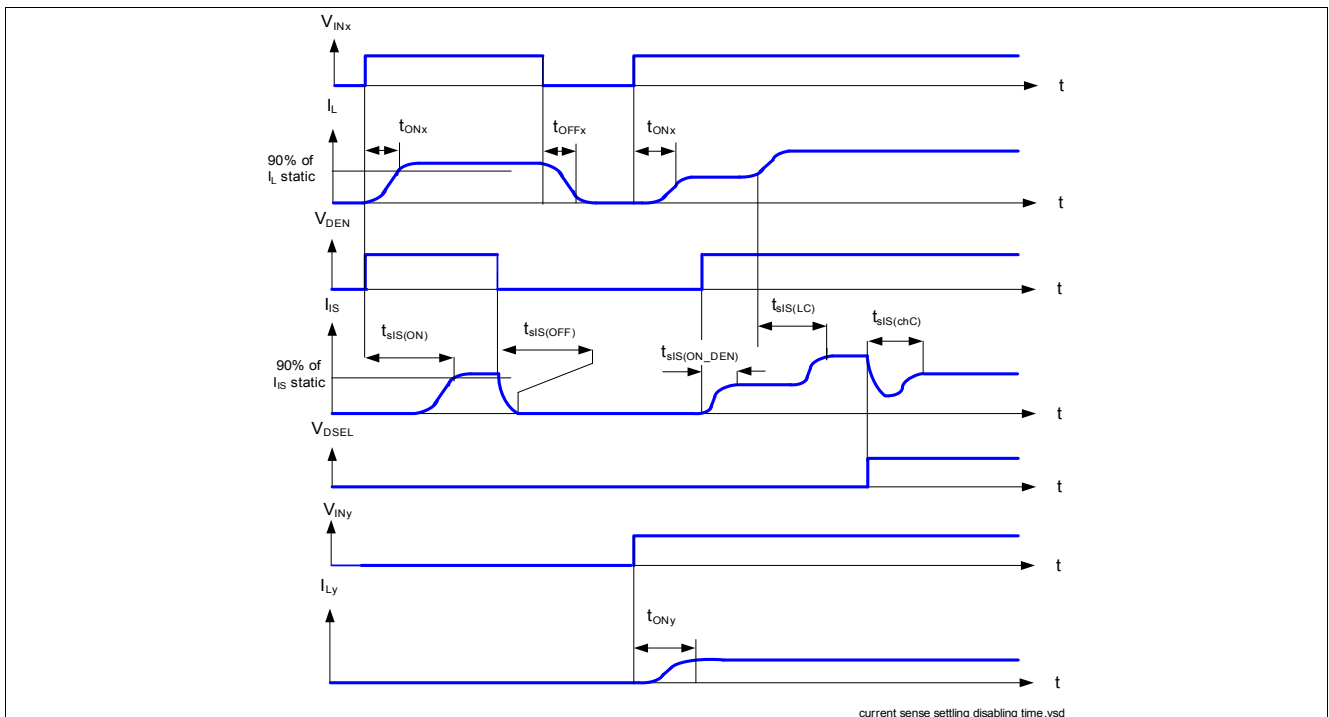 V_INx
t
I_L
t_ONx
t_OFFx
t_ONx
90% of
I_L static
t
V_DEN
t
I_IS
t_sIS(ON)
t_sIS(OFF)
t_sIS(LC)
t_sIS(chC)
90% of
I_IS static
t_sIS(ON_DEN)
t
V_DSEL
t
V_INy
t
I_Ly
t_ONy
t
current sense settling disabling time.vsd